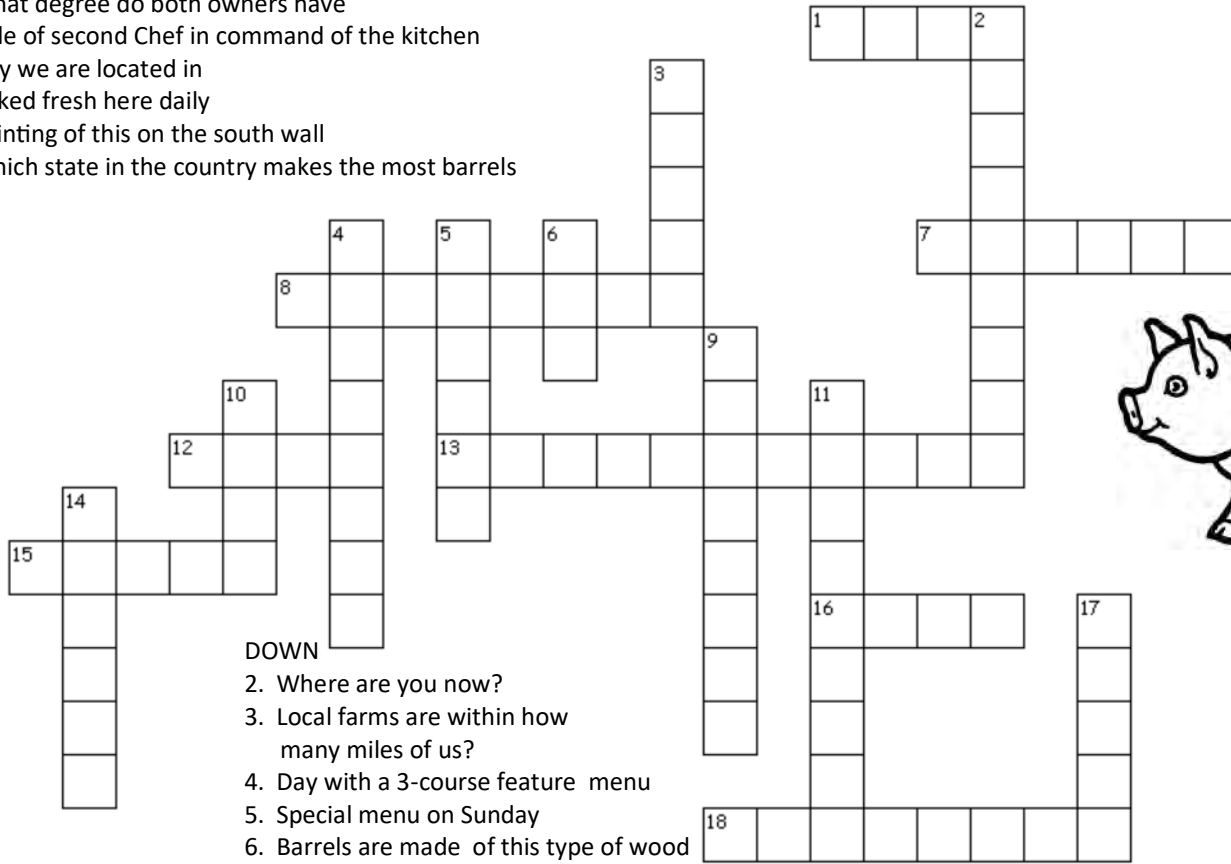 hat degree do both owners have
le of second Chef in command of the kitchen
y we are located in
ked fresh here daily
inting of this on the south wall
hich state in the country makes the most barrels
1 2
3
4 5 6 7
8
9
10 11
12 13
14
15
16 17
DOWN
2. Where are you now?
3. Local farms are within how
many miles of us?
4. Day with a 3-course feature menu
5. Special menu on Sunday
6. Barrels are made of this type of wood
18